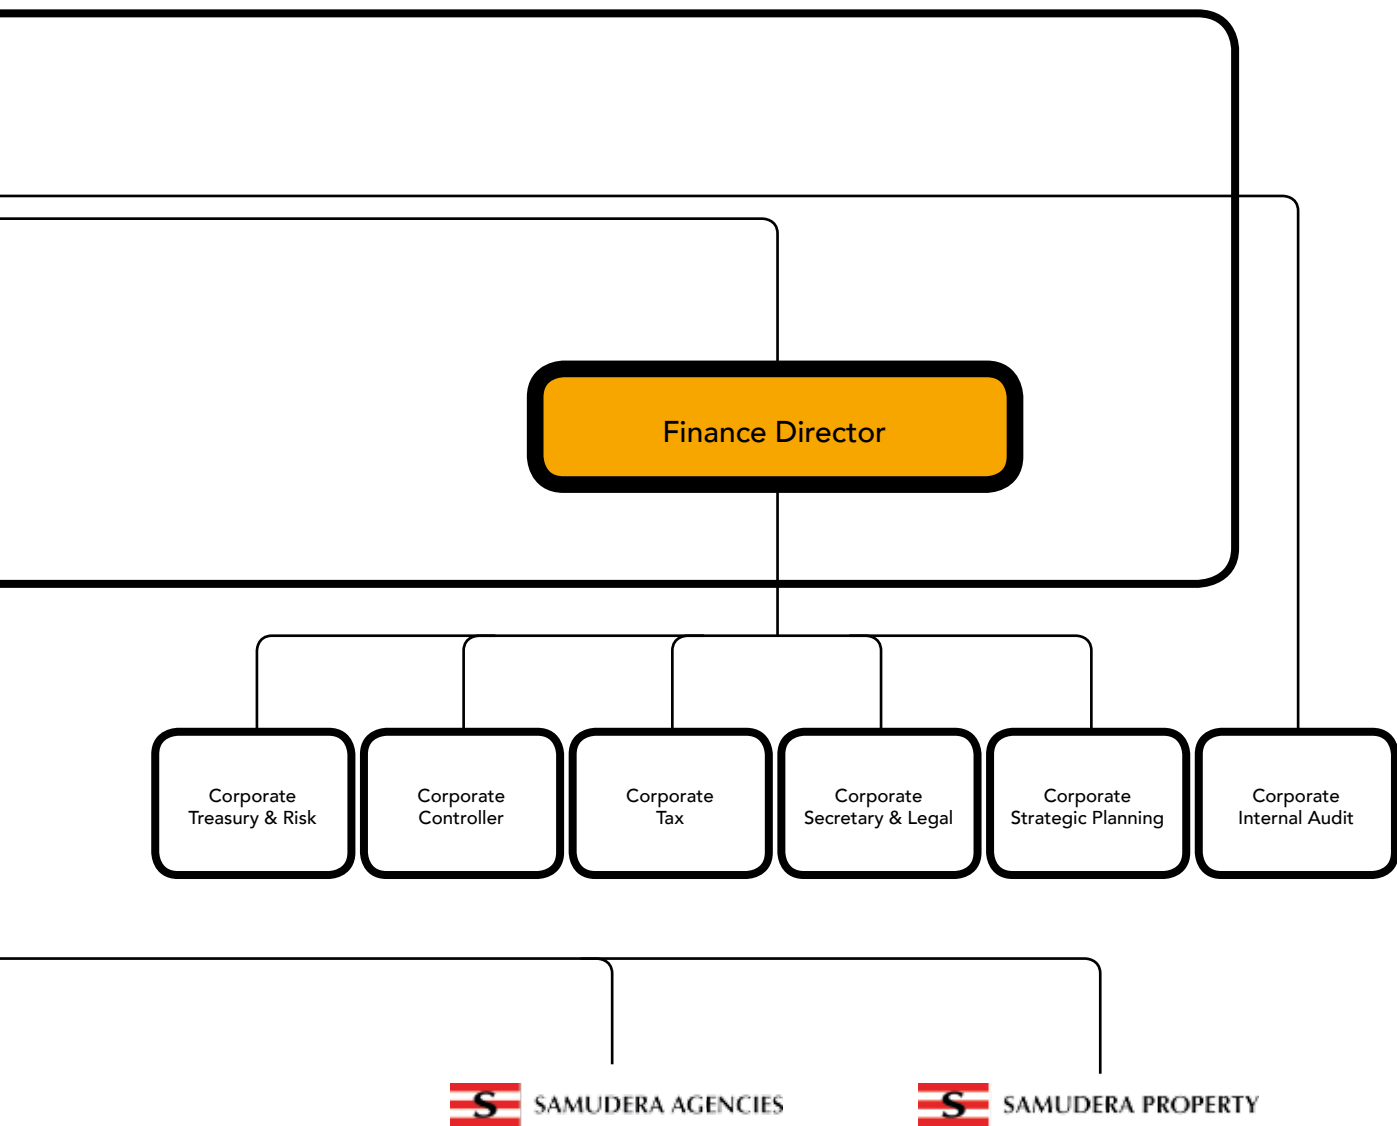 Finance Director
Corporate
Treasury & Risk
Corporate
Controller
Corporate
Tax
Corporate
Secretary & Legal
Corporate
Strategic Planning
Corporate
Internal Audit
S SAMUDERA AGENCIES
S SAMUDERA PROPERTY